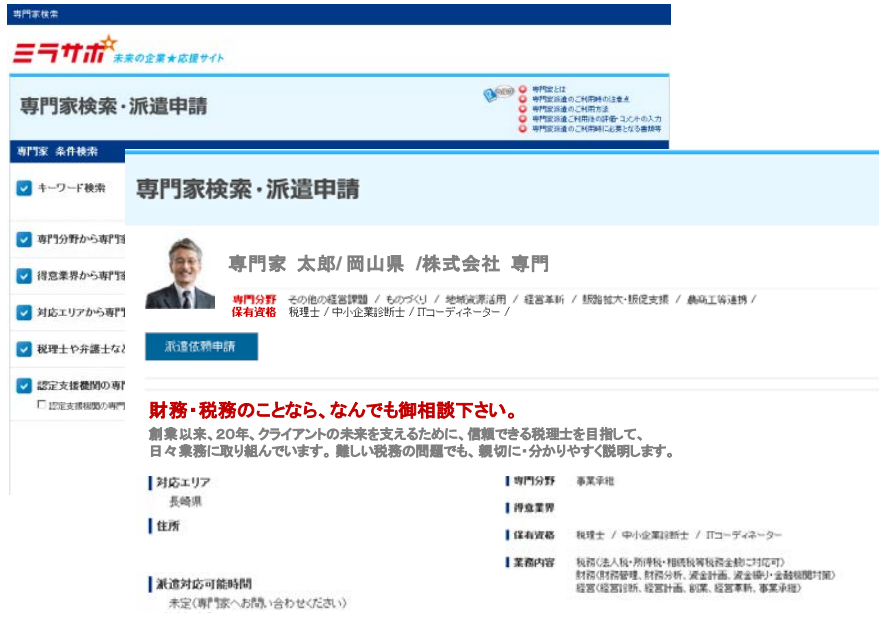 専門家検索
ミラサポ 未来の企業★応援サイト
専門家検索・派遣申請
専門家とは
専門家派遣のご利用時の注意点
専門家派遣のご利用方法
専門家派遣ご利用後の評価・コメントの入力
専門家派遣のご利用時に必要となる書類等
専門家 条件検索
キーワード検索
専門分野から専門
得意業界から専門
対応エリアから専門
税理士や弁護士など
認定支援機関の専門
認定支援機関の専門
専門家検索・派遣申請
専門家 太郎/岡山県 /株式会社 専門
専門分野 その他の経営課題 / ものづくり / 地域資源活用 / 経営革新 / 販路拡大・販促支援 / 農商工等連携 /
保有資格 税理士 / 中小企業診断士 / ITコーディネーター /
派遣依頼申請
財務・税務のことなら、なんでも御相談下さい。
創業以来、20年、クライアントの未来を支えるために、信頼できる税理士を目指して、
日々業務に取り組んでいます。難しい税務の問題でも、親切に・分かりやすく説明します。
対応エリア
長崎県
住所
派遣対応可能時間
未定(専門家へお問い合わせください)
専門分野 事業承継
得意業界
保有資格 税理士 / 中小企業診断士 / ITコーディネーター
業務内容 税務(法人税・所得税・相続税等税務全般に対応可)
財務(財務管理、財務分析、資金計画、資金繰り・金融機関対策)
経営(経営診断、経営計画、創業、経営革新、事業承継)